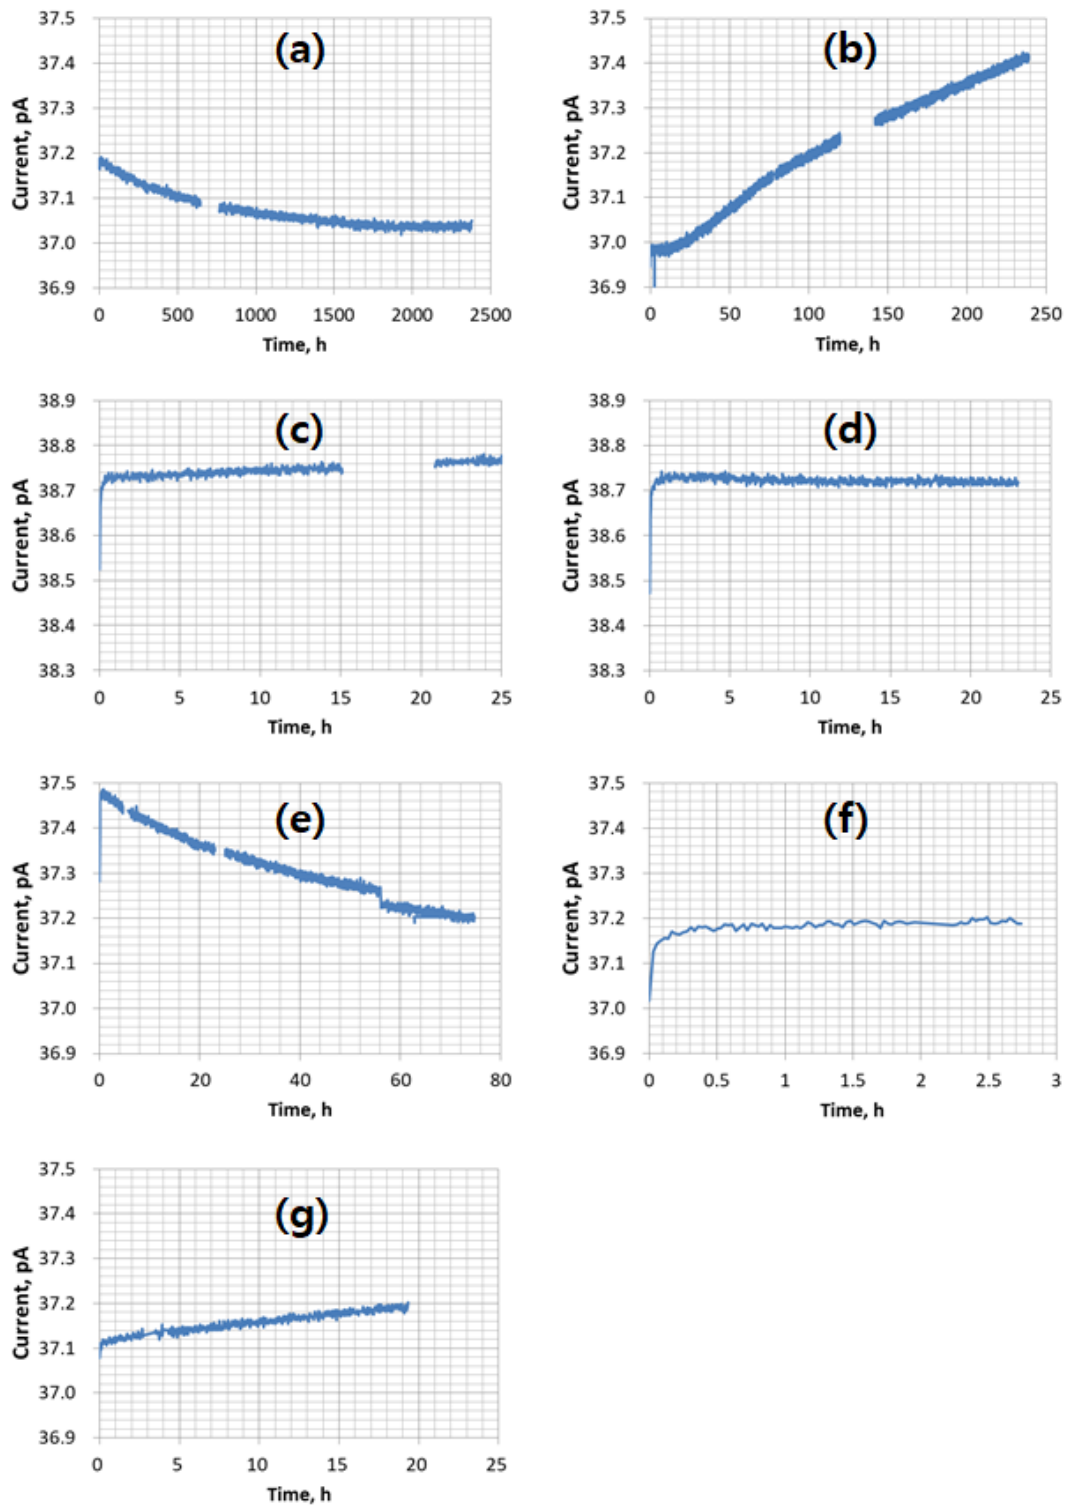 (a)
Current, pA
37.5
37.4
37.3
37.2
37.1
37.0
36.9
0 500 1000 1500 2000 2500
Time, h
(b)
Current, pA
37.5
37.4
37.3
37.2
37.1
37.0
36.9
0 50 100 150 200 250
Time, h
(c)
Current, pA
38.9
38.8
38.7
38.6
38.5
38.4
38.3
0 5 10 15 20 25
Time, h
(d)
Current, pA
38.9
38.8
38.7
38.6
38.5
38.4
38.3
0 5 10 15 20 25
Time, h
(e)
Current, pA
37.5
37.4
37.3
37.2
37.1
37.0
36.9
0 20 40 60 80
Time, h
(f)
Current, pA
37.5
37.4
37.3
37.2
37.1
37.0
36.9
0 0.5 1 1.5 2 2.5 3
Time, h
(g)
Current, pA
37.5
37.4
37.3
37.2
37.1
37.0
36.9
0 5 10 15 20 25
Time, h